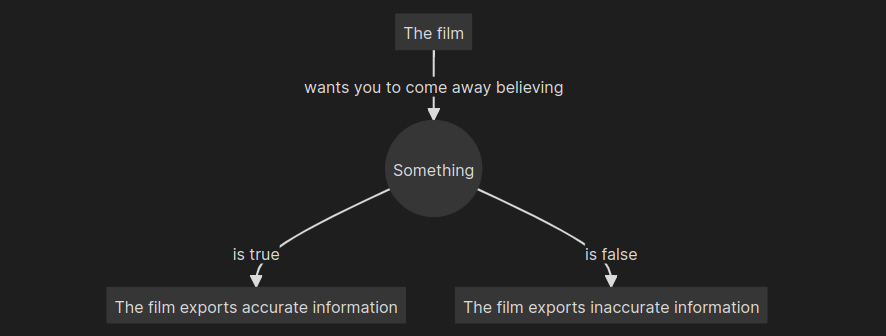 The film
wants you to come away believing
Something
is true
is false
The film exports accurate information
The film exports inaccurate information